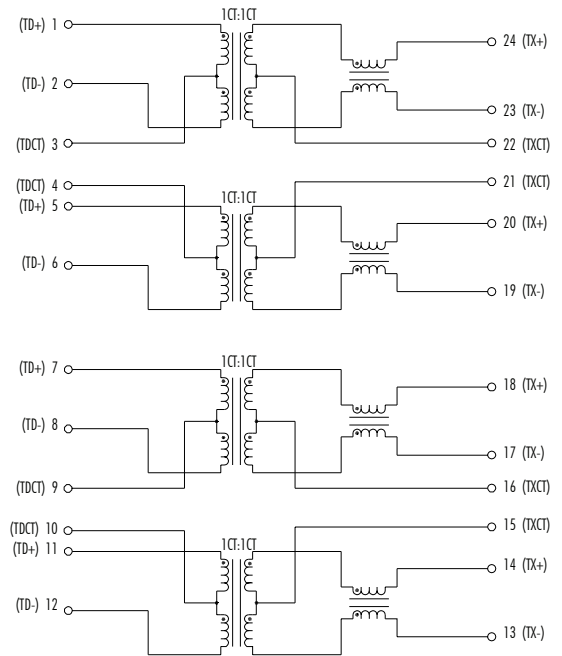 1CT:1CT
(TD+) 1
24 (TX+)
(TD-) 2
23 (TX-)
(TDCT) 3
22 (TXCT)
(TDCT) 4
21 (TXCT)
1CT:1CT
(TD+) 5
20 (TX+)
(TD-) 6
19 (TX-)
1CT:1CT
(TD+) 7
18 (TX+)
(TD-) 8
17 (TX-)
(TDCT) 9
16 (TXCT)
(TDCT) 10
15 (TXCT)
1CT:1CT
(TD+) 11
14 (TX+)
(TD-) 12
13 (TX-)